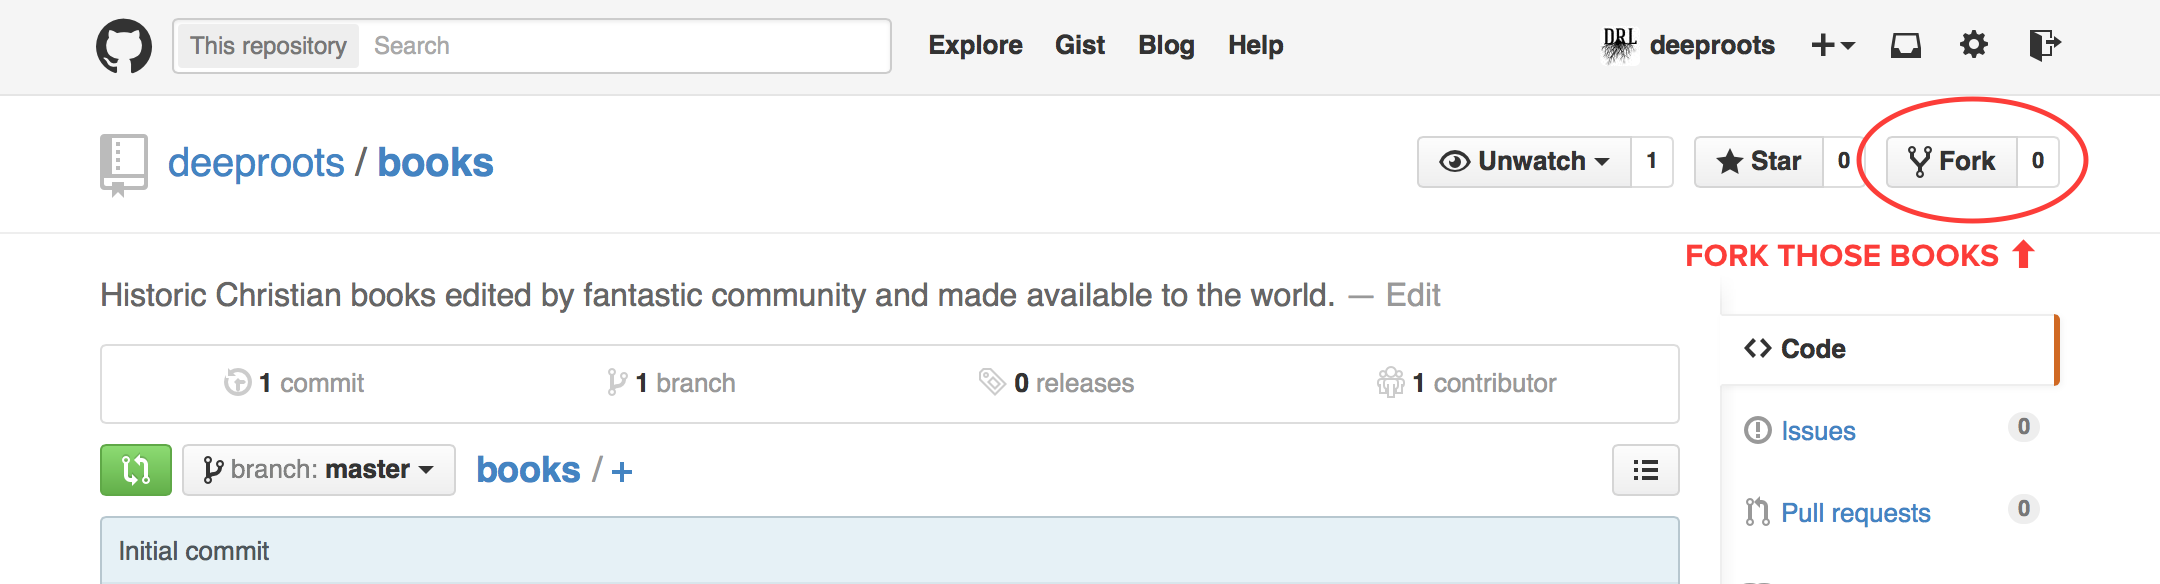 This repository Search Explore Gist Blog Help DRL deeproots
deeproots / books Unwatch 1 Star 0 Fork 0
FORK THOSE BOOKS
Historic Christian books edited by fantastic community and made available to the world. — Edit
Code
1 commit 1 branch 0 releases 1 contributor
Issues 0
branch: master books / +
Pull requests 0
Initial commit